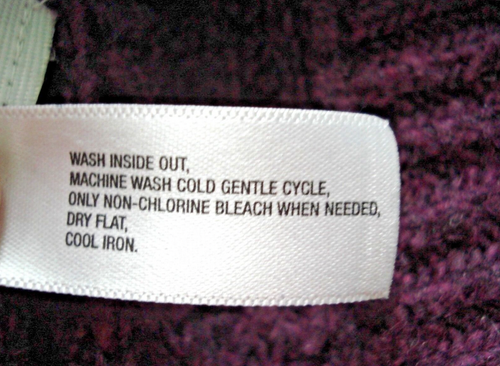 WASH INSIDE OUT,
MACHINE WASH COLD GENTLE CYCLE,
ONLY NON-CHLORINE BLEACH WHEN NEEDED,
DRY FLAT,
COOL IRON.